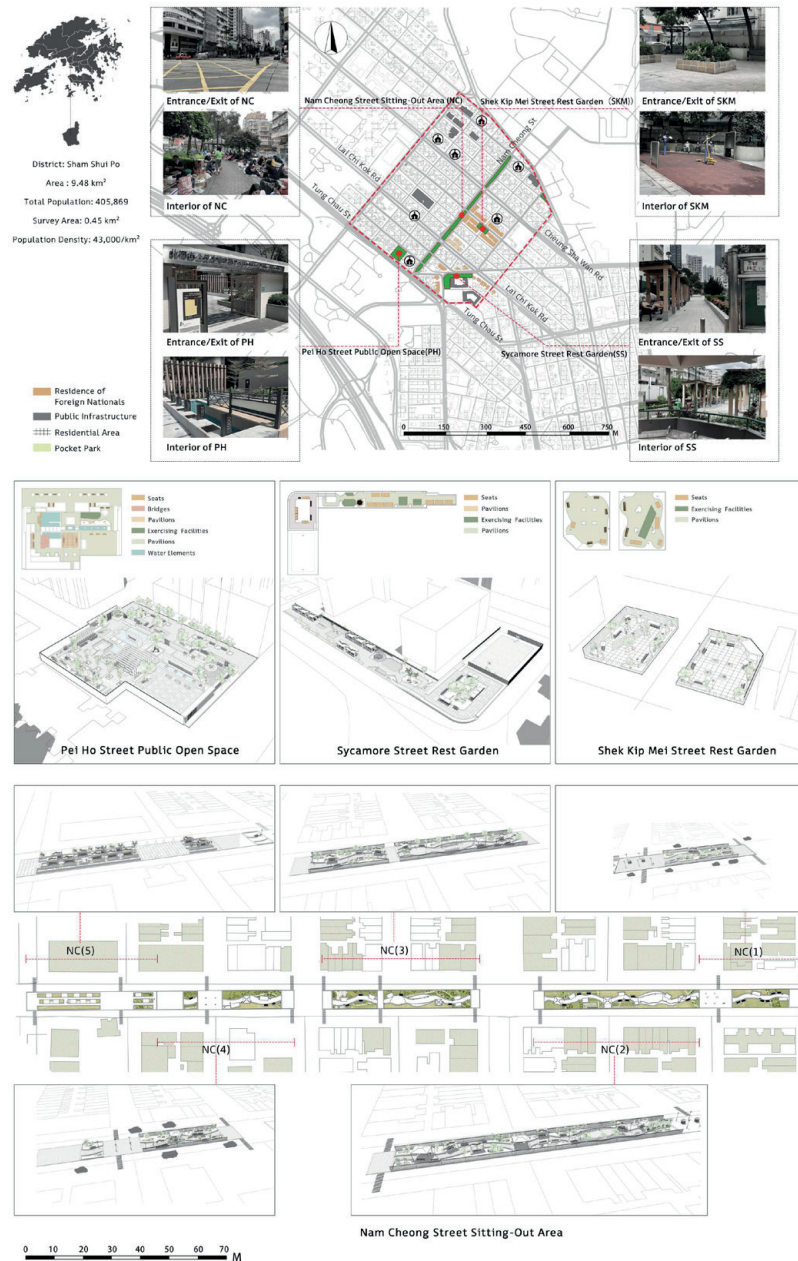 District: Sham Shui Po
Area : 9.48 km²
Total Population: 405,869
Survey Area: 0.45 km²
Population Density: 43,000/km²
Residence of
Foreign Nationals
Public Infrastructure
Residential Area
Pocket Park
Entrance/Exit of NC
Interior of NC
Entrance/Exit of PH
Interior of PH
Nam Cheong Street Sitting-Out Area (NC)
Shek Kip Mei Street Rest Garden (SKM))
Nam Cheong St
Lai Chi Kok Rd
Tung Chau St
Cheung Sha Wan Rd
Lai Chi Kok Rd
Tung Chau St
Pei Ho Street Public Open Space(PH)
Sycamore Street Rest Garden(SS)
0 150 300 450 600 750
M
Entrance/Exit of SKM
Interior of SKM
Entrance/Exit of SS
Interior of SS
Seats
Bridges
Pavilions
Exercising Facilities
Pavilions
Water Elements
Pei Ho Street Public Open Space
Seats
Pavilions
Exercising Facilities
Pavilions
Sycamore Street Rest Garden
Seats
Exercising Facilities
Pavilions
Shek Kip Mei Street Rest Garden
NC(5)
NC(3)
NC(1)
NC(4)
NC(2)
Nam Cheong Street Sitting-Out Area
0 10 20 30 40 50 60 70
M